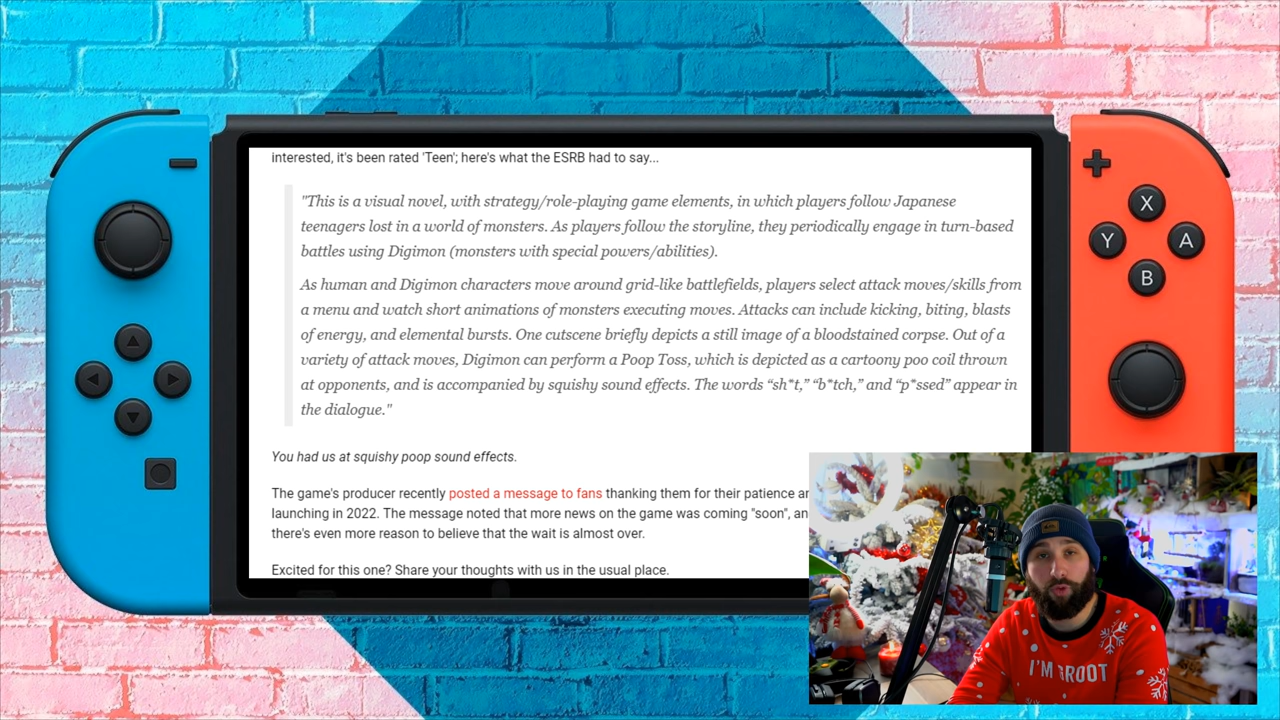 interested, it's been rated 'Teen'; here's what the ESRB had to say...
"This is a visual novel, with strategy/role-playing game elements, in which players follow Japanese
teenagers lost in a world of monsters. As players follow the storyline, they periodically engage in turn-based
battles using Digimon (monsters with special powers/abilities).
As human and Digimon characters move around grid-like battlefields, players select attack moves/skills from
a menu and watch short animations of monsters executing moves. Attacks can include kicking, biting, blasts
of energy, and elemental bursts. One cutscene briefly depicts a still image of a bloodstained corpse. Out of a
variety of attack moves, Digimon can perform a Poop Toss, which is depicted as a cartoony poo coil thrown
at opponents, and is accompanied by squishy sound effects. The words “sh*t,” “b*tch,” and “p*ssed” appear in
the dialogue."
You had us at squishy poop sound effects.
The game's producer recently posted a message to fans thanking them for their patience
launching in 2022. The message noted that more news on the game was coming "soon",
there's even more reason to believe that the wait is almost over.
Excited for this one? Share your thoughts with us in the usual place.
X
Y
A
B
I'M GROOT